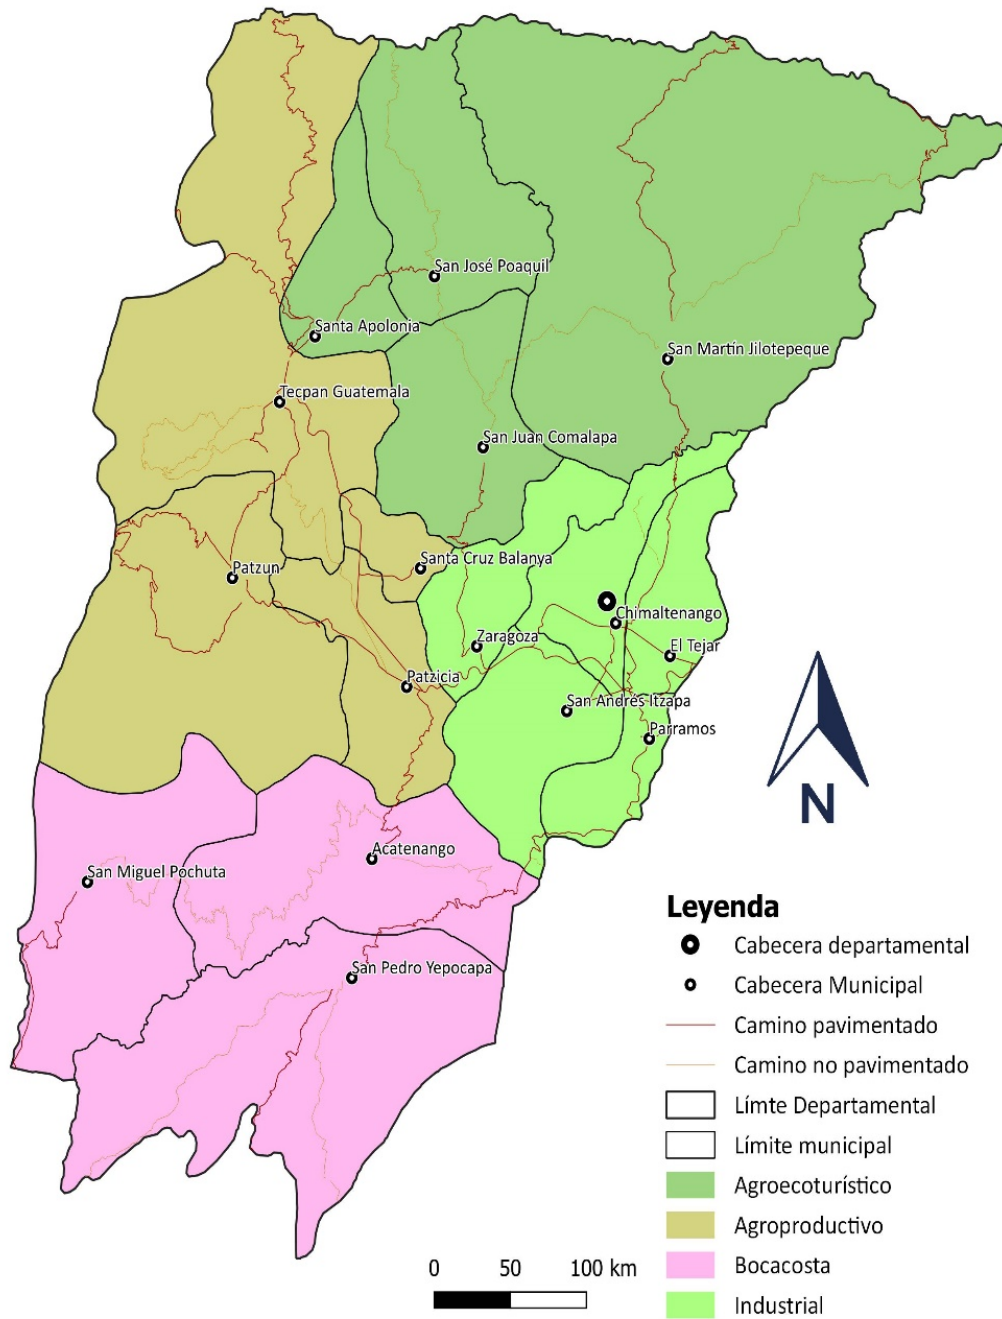 San José Poaquil
Santa Apolonia
San Martín Jilotepeque
Tecpan Guatemala
San Juan Comalapa
Santa Cruz Balanya
Patzun
Chimaltenango
Zaragoza
El Tejar
Patzicia
San Andrés Itzapa
Parramos
N
Acatenango
San Miguel Pochuta
San Pedro Yepocapa
Leyenda
Cabecera departamental
Cabecera Municipal
Camino pavimentado
Camino no pavimentado
Límte Departamental
Límite municipal
Agroecoturístico
Agroproductivo
Bocacosta
Industrial
0 50 100 km